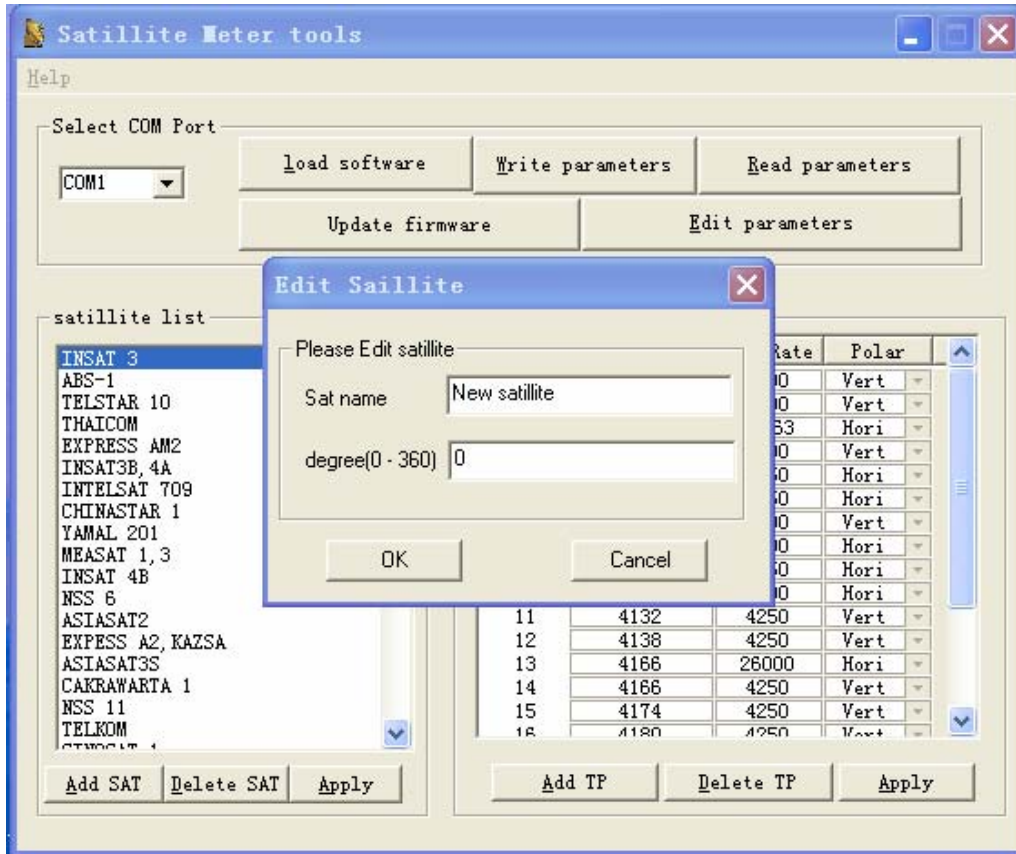 Satillite Meter tools
Help
Select COM Port
COM1
load software
Write parameters
Read parameters
Update firmware
Edit parameters
Edit Saillite
Please Edit satillite
Sat name
New satillite
degree(0 - 360)
0
OK
Cancel
satillite list
INSAT 3
ABS-1
TELSTAR 10
THAICOM
EXPRESS AM2
INSAT3B, 4A
INTELSAT 709
CHINASTAR 1
YAMAL 201
MEASAT 1, 3
INSAT 4B
NSS 6
ASIASAT2
EXPESS A2, KAZSA
ASIASAT3S
CAKRAWARTA 1
NSS 11
TELKOM
Add SAT
Delete SAT
Apply
Rate Polar
Vert
Vert
Hori
Vert
Hori
Hori
Vert
Hori
Hori
Hori
11 4132 4250 Vert
12 4138 4250 Vert
13 4166 26000 Hori
14 4166 4250 Vert
15 4174 4250 Vert
16 4180 4250 Vert
Add TP
Delete TP
Apply